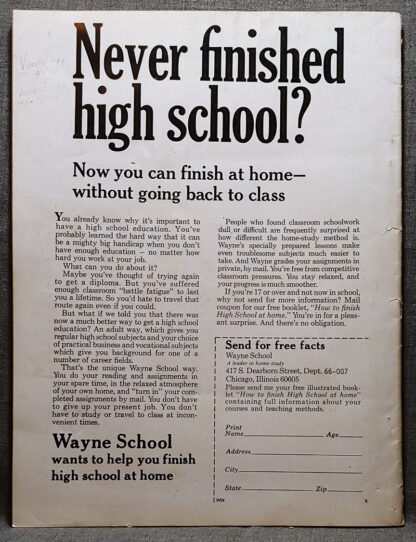 Never finished
high school?
Now you can finish at home—
without going back to class
You already know why it's important to
have a high school education. You've
probably learned the hard way that it can
be a mighty big handicap when you don't
have enough education — no matter how
hard you work at your job.
What can you do about it?
Maybe you've thought of trying again
to get a diploma. But you've suffered
enough classroom "battle fatigue" to last
you a lifetime. So you'd hate to travel that
route again even if you could.
But what if we told you that there was
now a much better way to get a high school
education? An adult way, which gives you
regular high school subjects and your choice
of practical business and vocational subjects
which give you background for one of a
number of career fields.
That's the unique Wayne School way.
You do your reading and assignments in
your spare time, in the relaxed atmosphere
of your own home, and "turn in" your com-
pleted assignments by mail. You don't have
to give up your present job. You don't
have to study or travel to class at incon-
venient times.
Wayne School
wants to help you finish
high school at home
People who found classroom schoolwork
dull or difficult are frequently surprised at
how different the home-study method is.
Wayne's specially prepared lessons make
even troublesome subjects much easier to
take. And Wayne grades your assignments in
private, by mail. You're free from competitive
classroom pressures. You stay relaxed, and
your progress is much smoother.
If you're 17 or over and not now in school,
why not send for more information? Mail
coupon for our free booklet, "How to finish
High School at home." You're in for a pleas-
ant surprise. And there's no obligation.
Send for free facts
Wayne School
A leader in home study
417 S. Dearborn Street, Dept. 66-007
Chicago, Illinois 60605
Please send me your free illustrated book-
let "How to finish High School at home"
containing full information about your
courses and teaching methods.
Print
Name Age
Address
City
State Zip